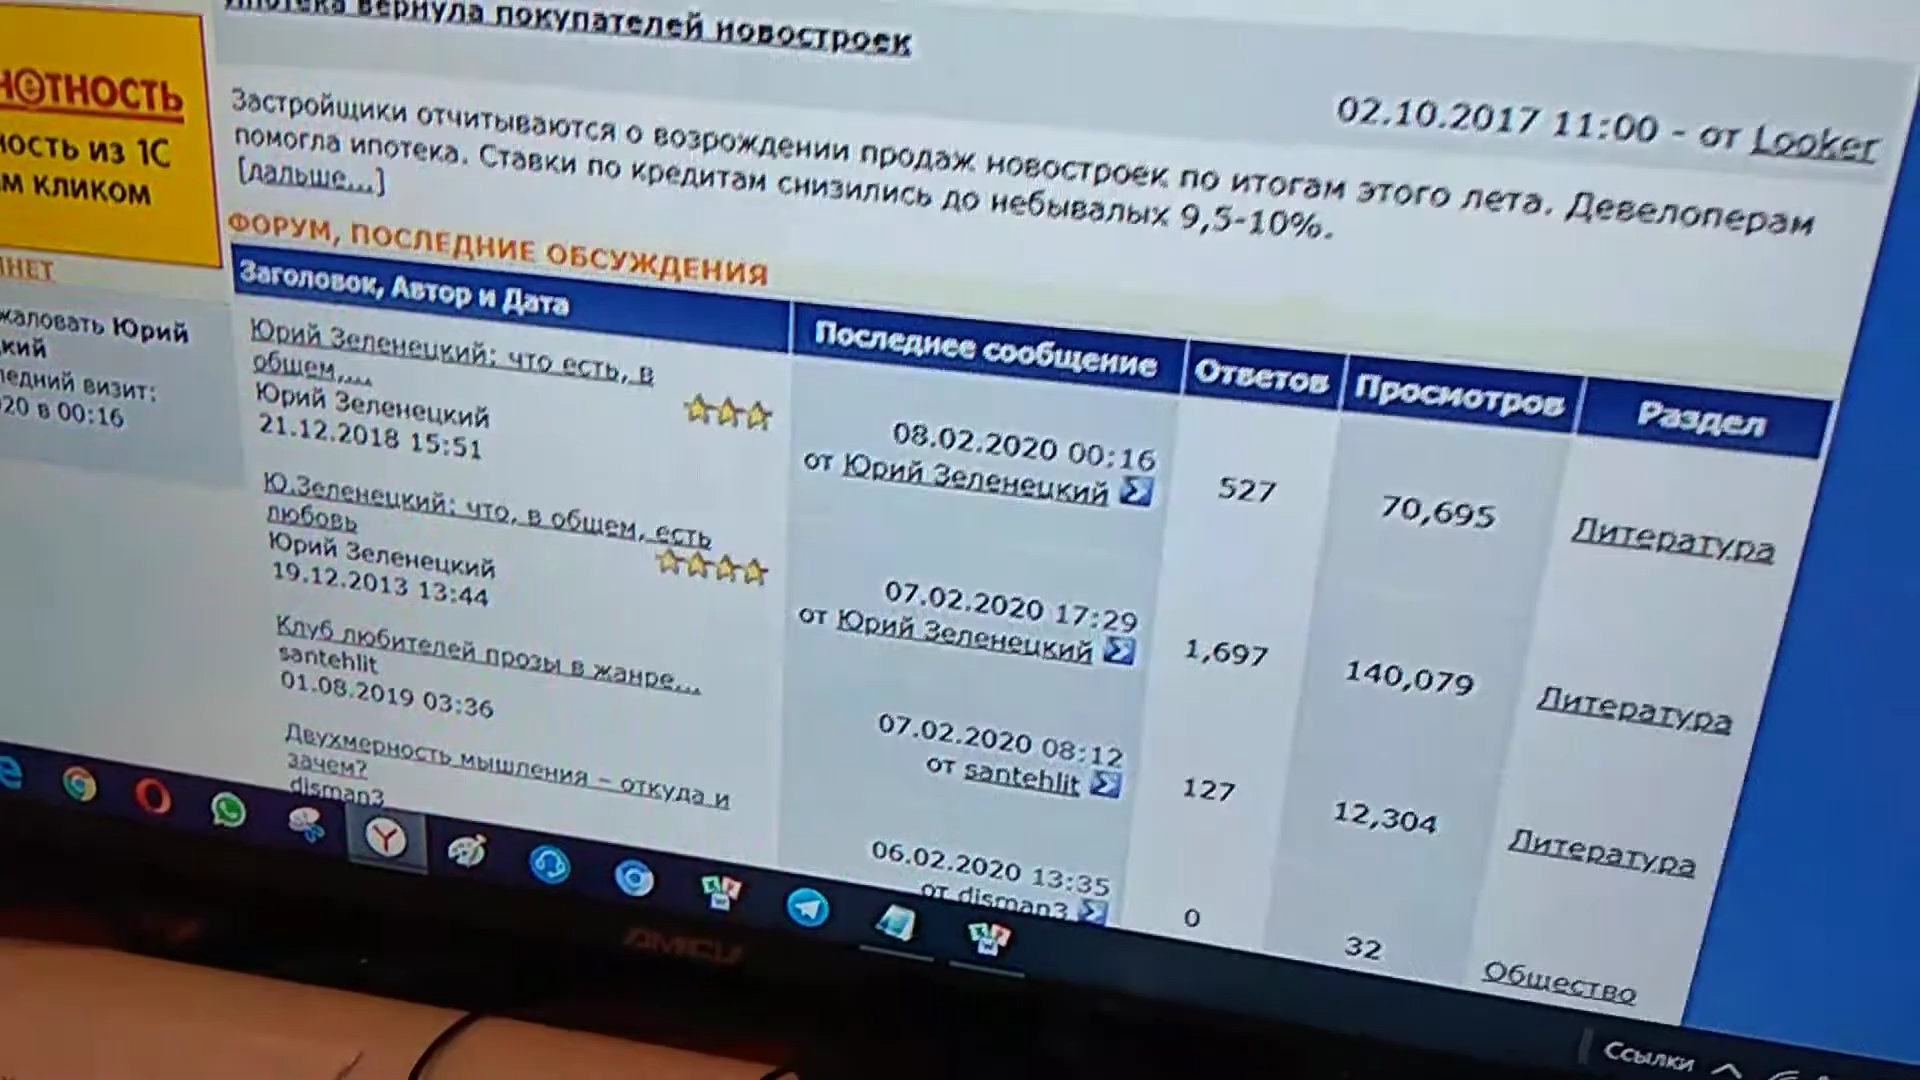 вернула покупателей новостроек
02.10.2017 11:00 - от Looker
Застройщики отчитываются о возрождении продаж новостроек по итогам этого лета. Девелоперам
помогла ипотека. Ставки по кредитам снизились до небывалых 9,5-10%.
[дальше...]
ность из 1С
м кликом
НЕТ
жаловать Юрий
кий
ледний визит:
20 в 00:16
ФОРУМ, ПОСЛЕДНИЕ ОБСУЖДЕНИЯ
Заголовок, Автор и Дата Последнее сообщение Ответов Просмотров Раздел
Юрий Зеленецкий: что есть, в
общем,...
Юрий Зеленецкий
21.12.2018 15:51
08.02.2020 00:16
от Юрий Зеленецкий
527
70,695
Литература
Ю.Зеленецкий: что, в общем, есть
любовь
Юрий Зеленецкий
19.12.2013 13:44
07.02.2020 17:29
от Юрий Зеленецкий
1,697
140,079
Литература
Клуб любителей прозы в жанре...
santehlit
01.08.2019 03:36
07.02.2020 08:12
от santehlit
127
12,304
Литература
Двухмерность мышления – откуда и
зачем?
disman3
06.02.2020 13:35
от disman3
0
32
Общество
Ссылки